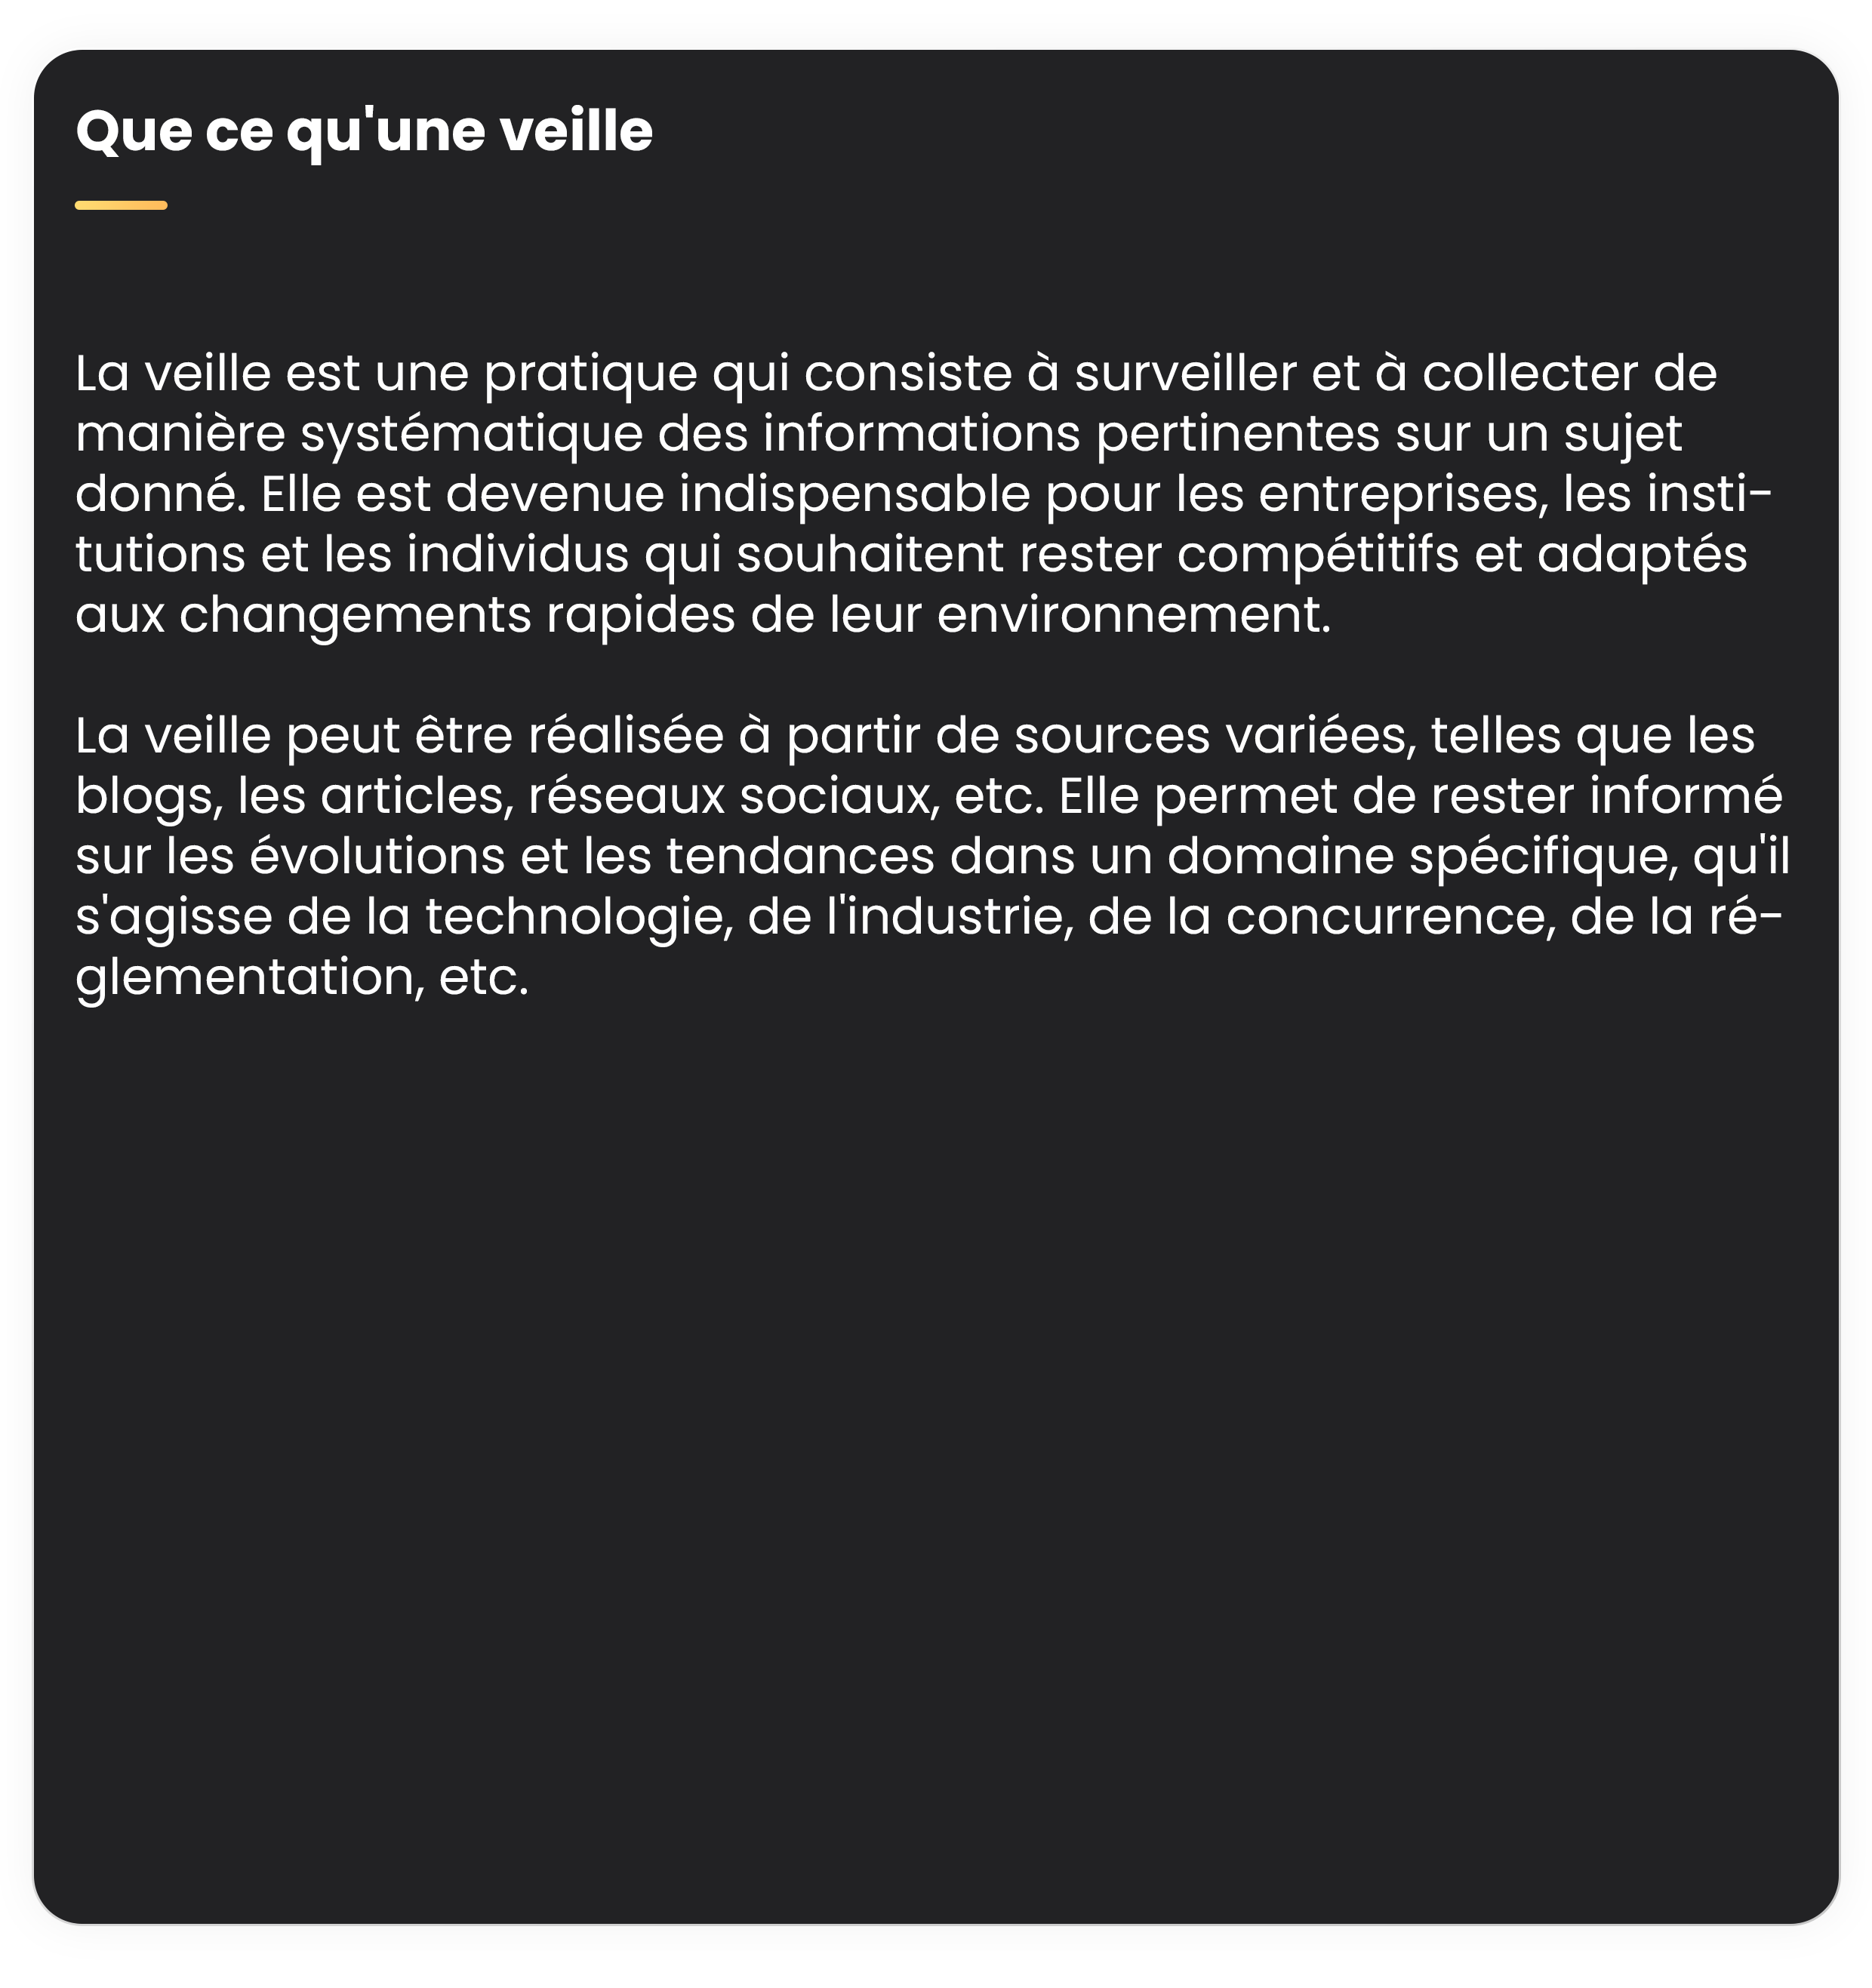 Que ce qu'une veille
La veille est une pratique qui consiste à surveiller et à collecter de
manière systématique des informations pertinentes sur un sujet
donné. Elle est devenue indispensable pour les entreprises, les insti-
tutions et les individus qui souhaitent rester compétitifs et adaptés
aux changements rapides de leur environnement.
La veille peut être réalisée à partir de sources variées, telles que les
blogs, les articles, réseaux sociaux, etc. Elle permet de rester informé
sur les évolutions et les tendances dans un domaine spécifique, qu'il
s'agisse de la technologie, de l'industrie, de la concurrence, de la ré-
glementation, etc.